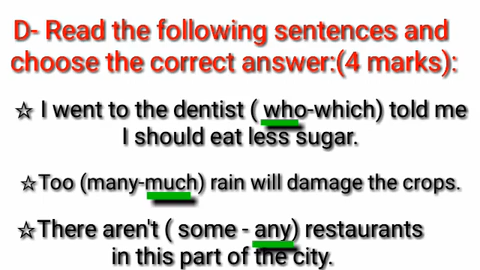 D- Read the following sentences and
choose the correct answer:(4 marks):
☆ I went to the dentist ( who-which) told me
I should eat less sugar.
☆Too (many-much) rain will damage the crops.
☆There aren't ( some - any) restaurants
in this part of the city.